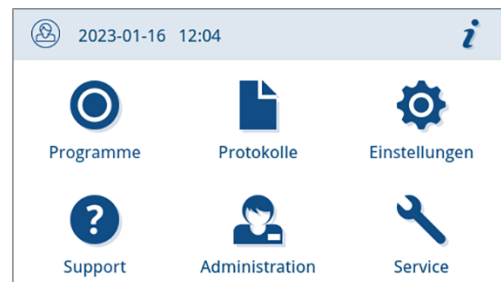 2023-01-16 12:04 i
Programme Protokolle Einstellungen
?
Support Administration Service